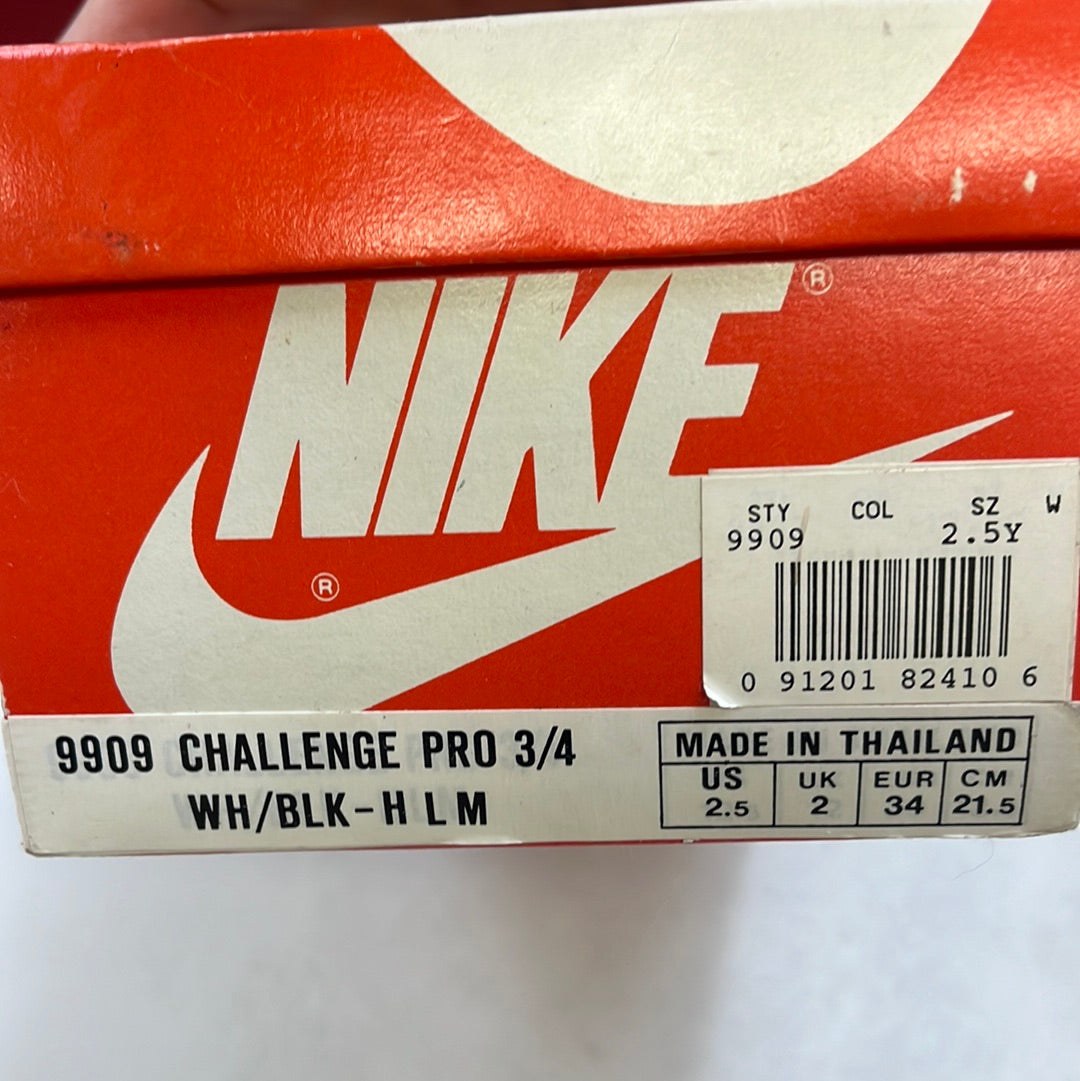 NIKE®
®
STY COL SZ W
9909 2.5Y
0 91201 82410 6
9909 CHALLENGE PRO 3/4
WH/BLK-H L M
MADE IN THAILAND
US UK EUR CM
2.5 2 34 21.5